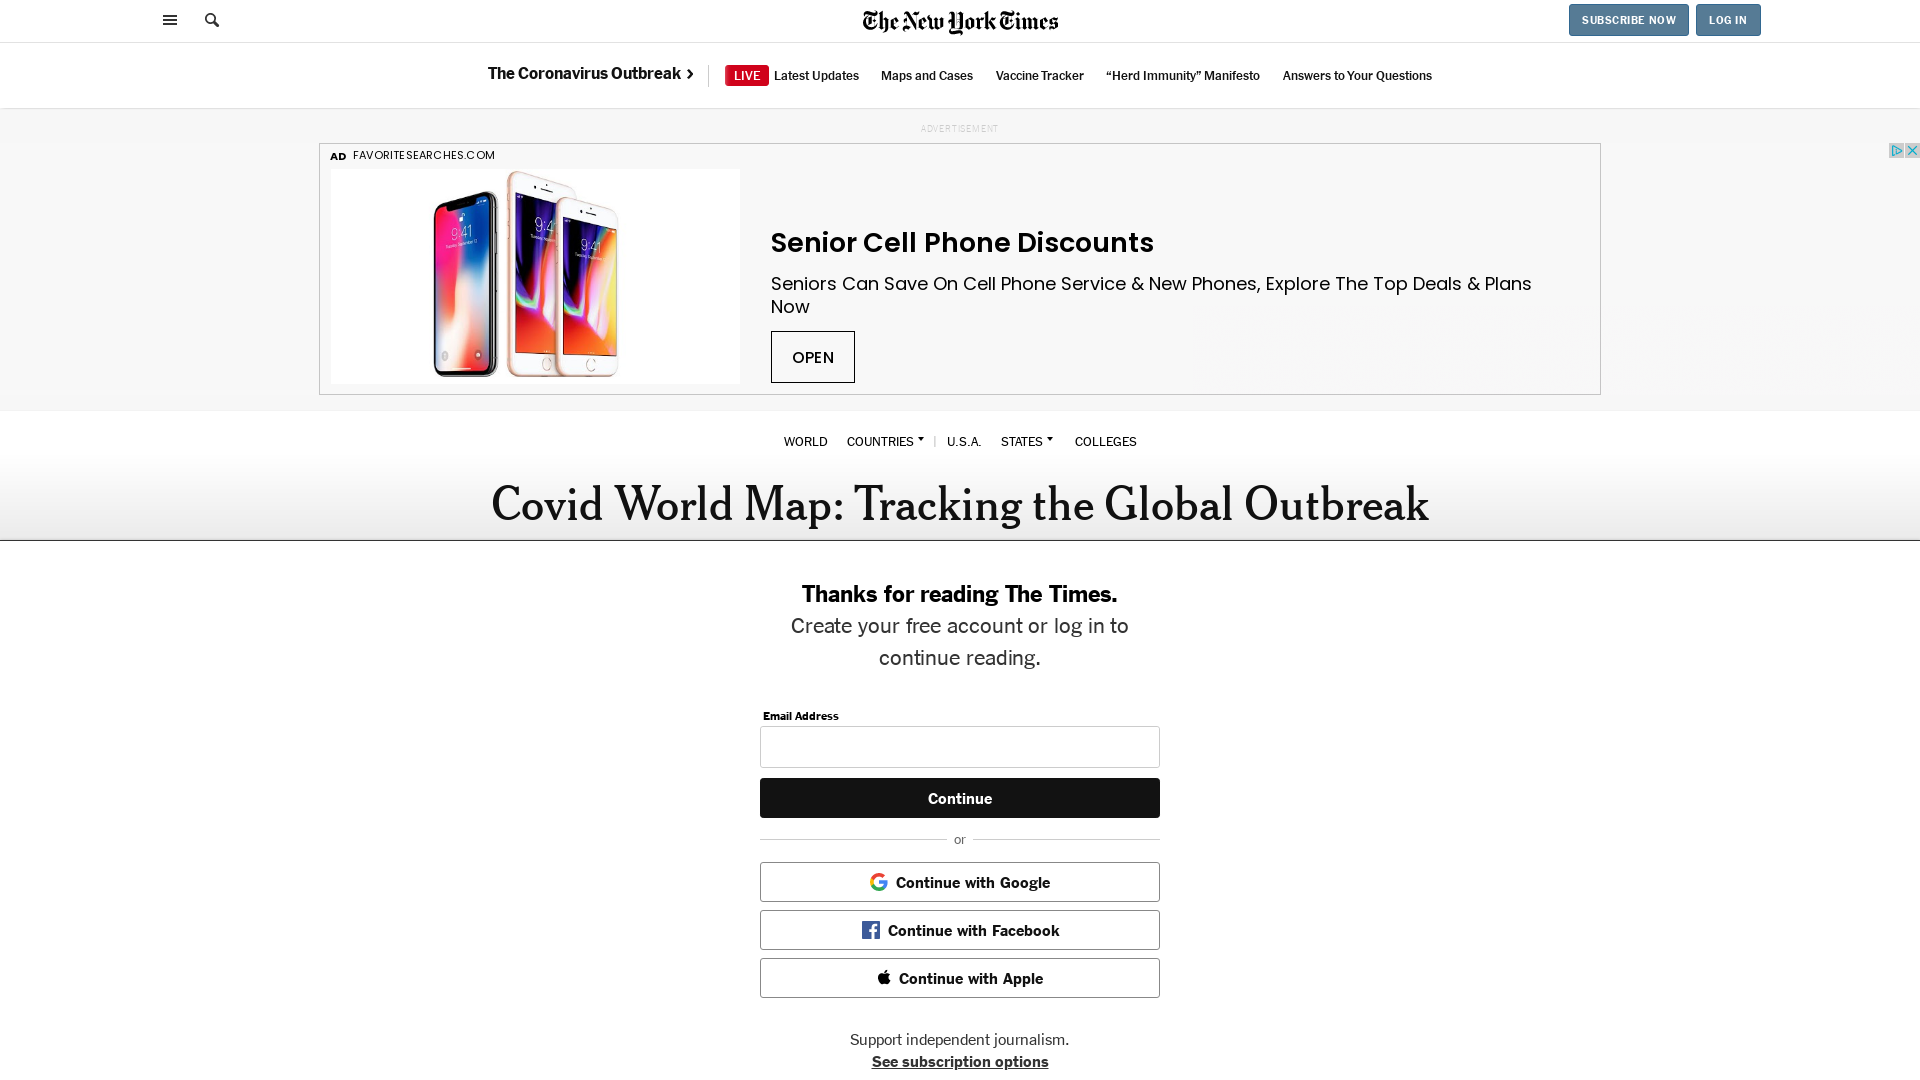 The New York Times
SUBSCRIBE NOW
LOG IN
The Coronavirus Outbreak
LIVE Latest Updates
Maps and Cases
Vaccine Tracker
“Herd Immunity” Manifesto
Answers to Your Questions
ADVERTISEMENT
AD FAVORITESEARCHES.COM
Senior Cell Phone Discounts
Seniors Can Save On Cell Phone Service & New Phones, Explore The Top Deals & Plans
Now
OPEN
WORLD COUNTRIES | U.S.A. STATES COLLEGES
Covid World Map: Tracking the Global Outbreak
Thanks for reading The Times.
Create your free account or log in to
continue reading.
Email Address
Continue
or
Continue with Google
Continue with Facebook
Continue with Apple
Support independent journalism.
See subscription options